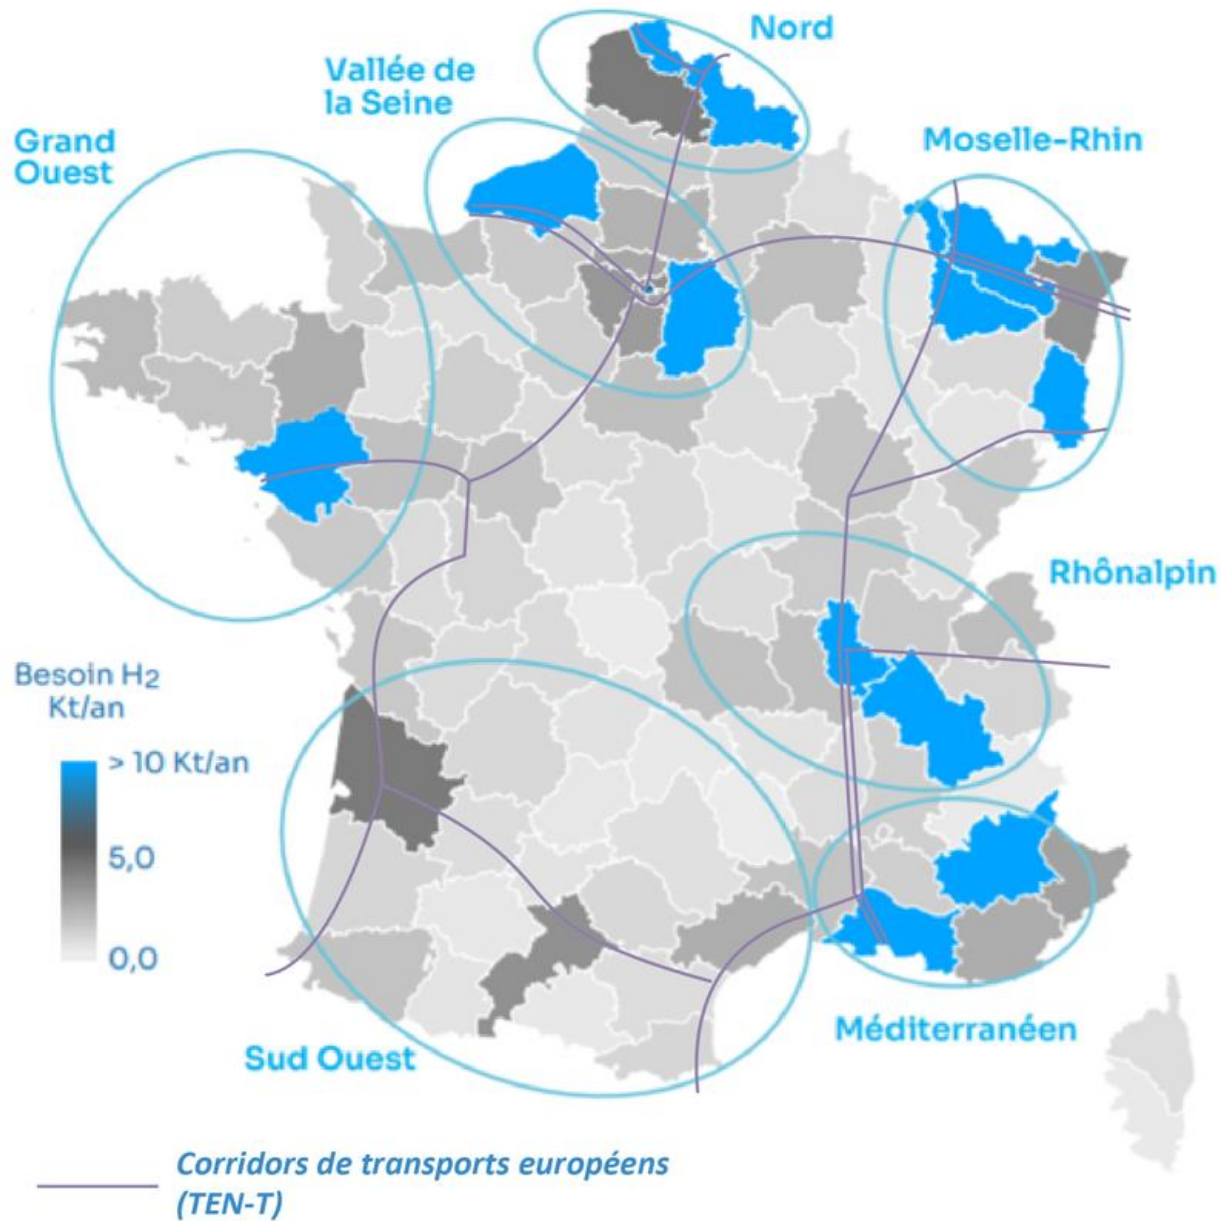 Nord
Vallée de
la Seine
Grand
Ouest
Moselle-Rhin
Rhônalpin
Besoin H2
Kt/an
> 10 Kt/an
5,0
0,0
Méditerranéen
Sud Ouest
Corridors de transports européens
(TEN-T)